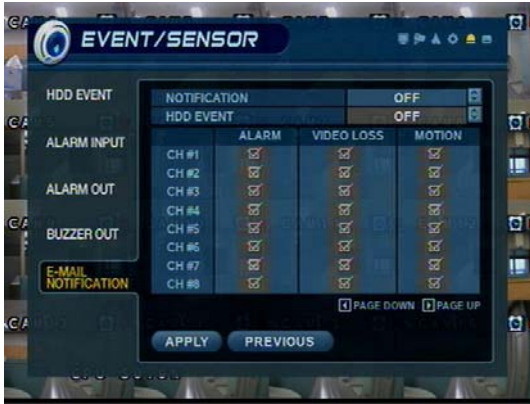 EVENT/SENSOR
HDD EVENT
ALARM INPUT
ALARM OUT
BUZZER OUT
E-MAIL
NOTIFICATION
NOTIFICATION OFF
HDD EVENT OFF
ALARM VIDEO LOSS MOTION
CH #1
CH #2
CH #3
CH #4
CH #5
CH #6
CH #7
CH #8
PAGE DOWN PAGE UP
APPLY PREVIOUS